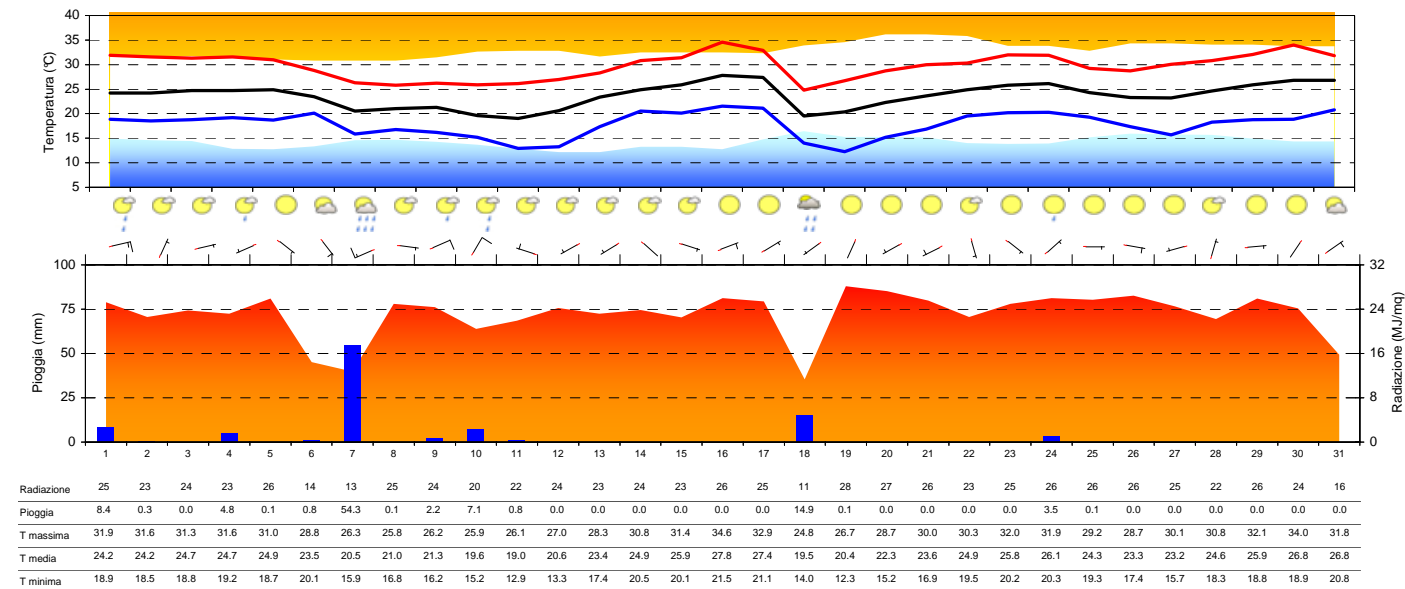 40
35
30
25
20
15
10
5
Temperatura (°C)
100
75
50
25
0
Pioggia (mm)
32
24
16
8
0
Radiazione (MJ/mq)
1 2 3 4 5 6 7 8 9 10 11 12 13 14 15 16 17 18 19 20 21 22 23 24 25 26 27 28 29 30 31
Radiazione 25 23 24 23 26 14 13 25 24 20 22 24 23 24 23 26 25 11 28 27 26 23 25 26 26 26 25 22 26 24 16
Pioggia 8.4 0.3 0.0 4.8 0.1 0.8 54.3 0.1 2.2 7.1 0.8 0.0 0.0 0.0 0.0 0.0 0.0 14.9 0.1 0.0 0.0 0.0 0.0 3.5 0.1 0.0 0.0 0.0 0.0 0.0 0.0
T massima 31.9 31.6 31.3 31.6 31.0 28.8 26.3 25.8 26.2 25.9 26.1 27.0 28.3 30.8 31.4 34.6 32.9 24.8 26.7 28.7 30.0 30.3 32.0 31.9 29.2 28.7 30.1 30.8 32.1 34.0 31.8
T media 24.2 24.2 24.7 24.7 24.9 23.5 20.5 21.0 21.3 19.6 19.0 20.6 23.4 24.9 25.9 27.8 27.4 19.5 20.4 22.3 23.6 24.9 25.8 26.1 24.3 23.3 23.2 24.6 25.9 26.8 26.8
T minima 18.9 18.5 18.8 19.2 18.7 20.1 15.9 16.8 16.2 15.2 12.9 13.3 17.4 20.5 20.1 21.5 21.1 14.0 12.3 15.2 16.9 19.5 20.2 20.3 19.3 17.4 15.7 18.3 18.8 18.9 20.8